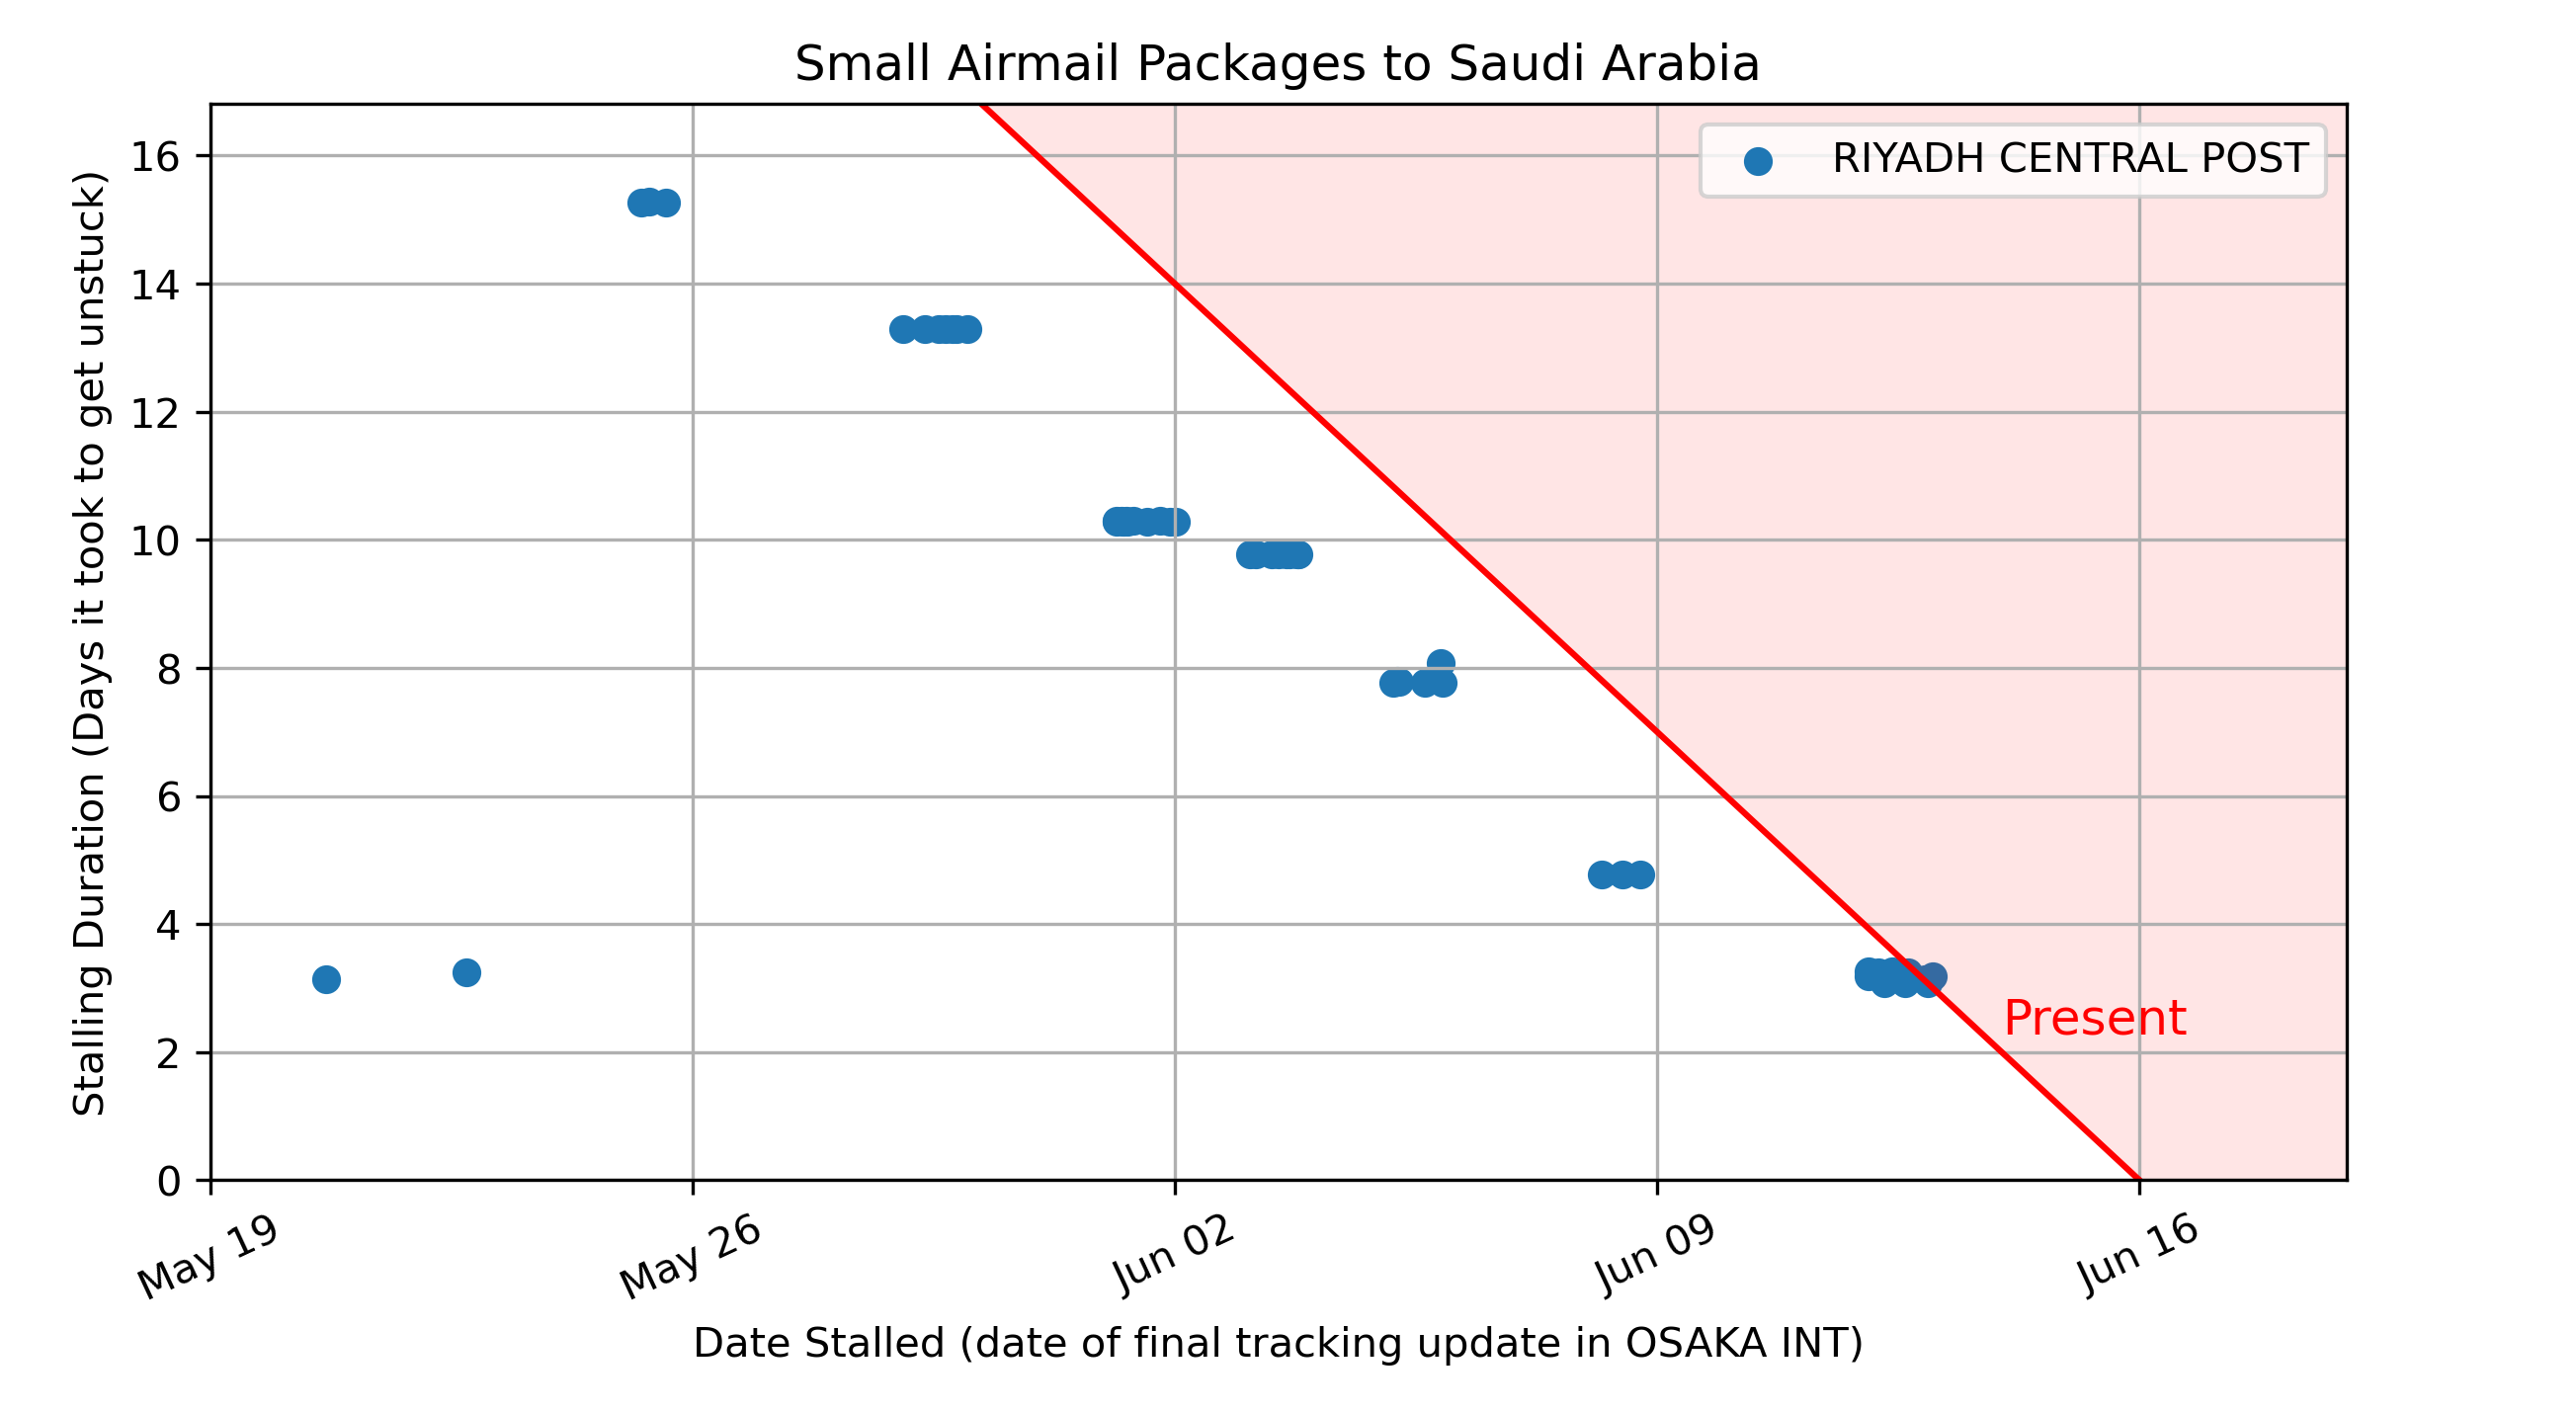 Small Airmail Packages to Saudi Arabia
RIYADH CENTRAL POST
Stalling Duration (Days it took to get unstuck)
16
14
12
10
8
6
4
2
0
Present
May 19
May 26
Jun 02
Jun 09
Jun 16
Date Stalled (date of final tracking update in OSAKA INT)